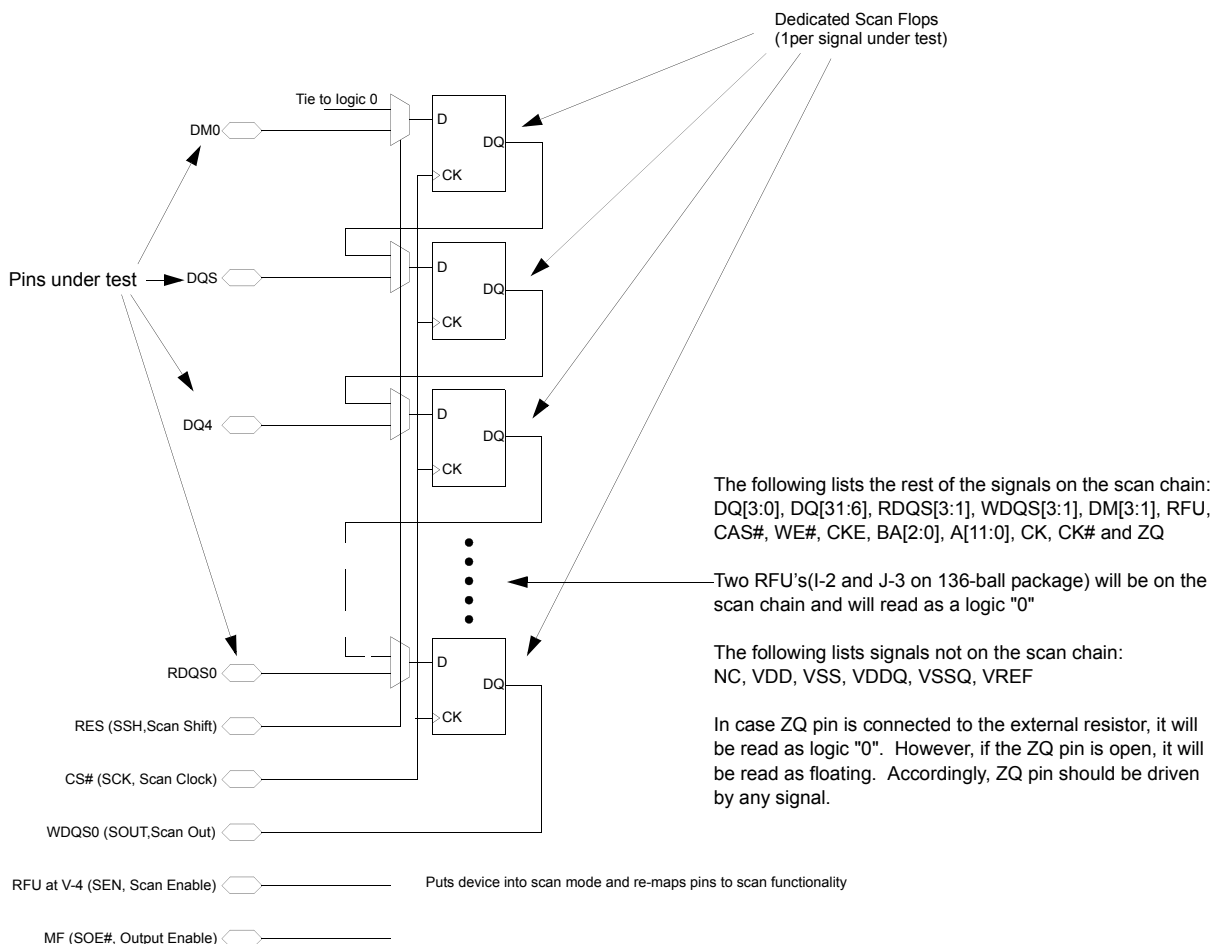 Dedicated Scan Flops
(1per signal under test)
Tie to logic 0
DM0
D
DQ
CK
Pins under test
DQS
D
DQ
CK
DQ4
D
DQ
CK
The following lists the rest of the signals on the scan chain:
DQ[3:0], DQ[31:6], RDQS[3:1], WDQS[3:1], DM[3:1], RFU,
CAS#, WE#, CKE, BA[2:0], A[11:0], CK, CK# and ZQ
Two RFU's(I-2 and J-3 on 136-ball package) will be on the
scan chain and will read as a logic "0"
The following lists signals not on the scan chain:
NC, VDD, VSS, VDDQ, VSSQ, VREF
In case ZQ pin is connected to the external resistor, it will
be read as logic "0".  However, if the ZQ pin is open, it will
be read as floating.  Accordingly, ZQ pin should be driven
by any signal.
RDQS0
D
DQ
CK
RES (SSH,Scan Shift)
CS# (SCK, Scan Clock)
WDQS0 (SOUT,Scan Out)
RFU at V-4 (SEN, Scan Enable)
Puts device into scan mode and re-maps pins to scan functionality
MF (SOE#, Output Enable)